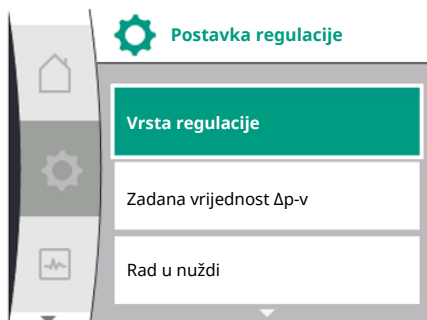 Postavka regulacije
Vrsta regulacije
Zadana vrijednost Δp-v
Rad u nuždi